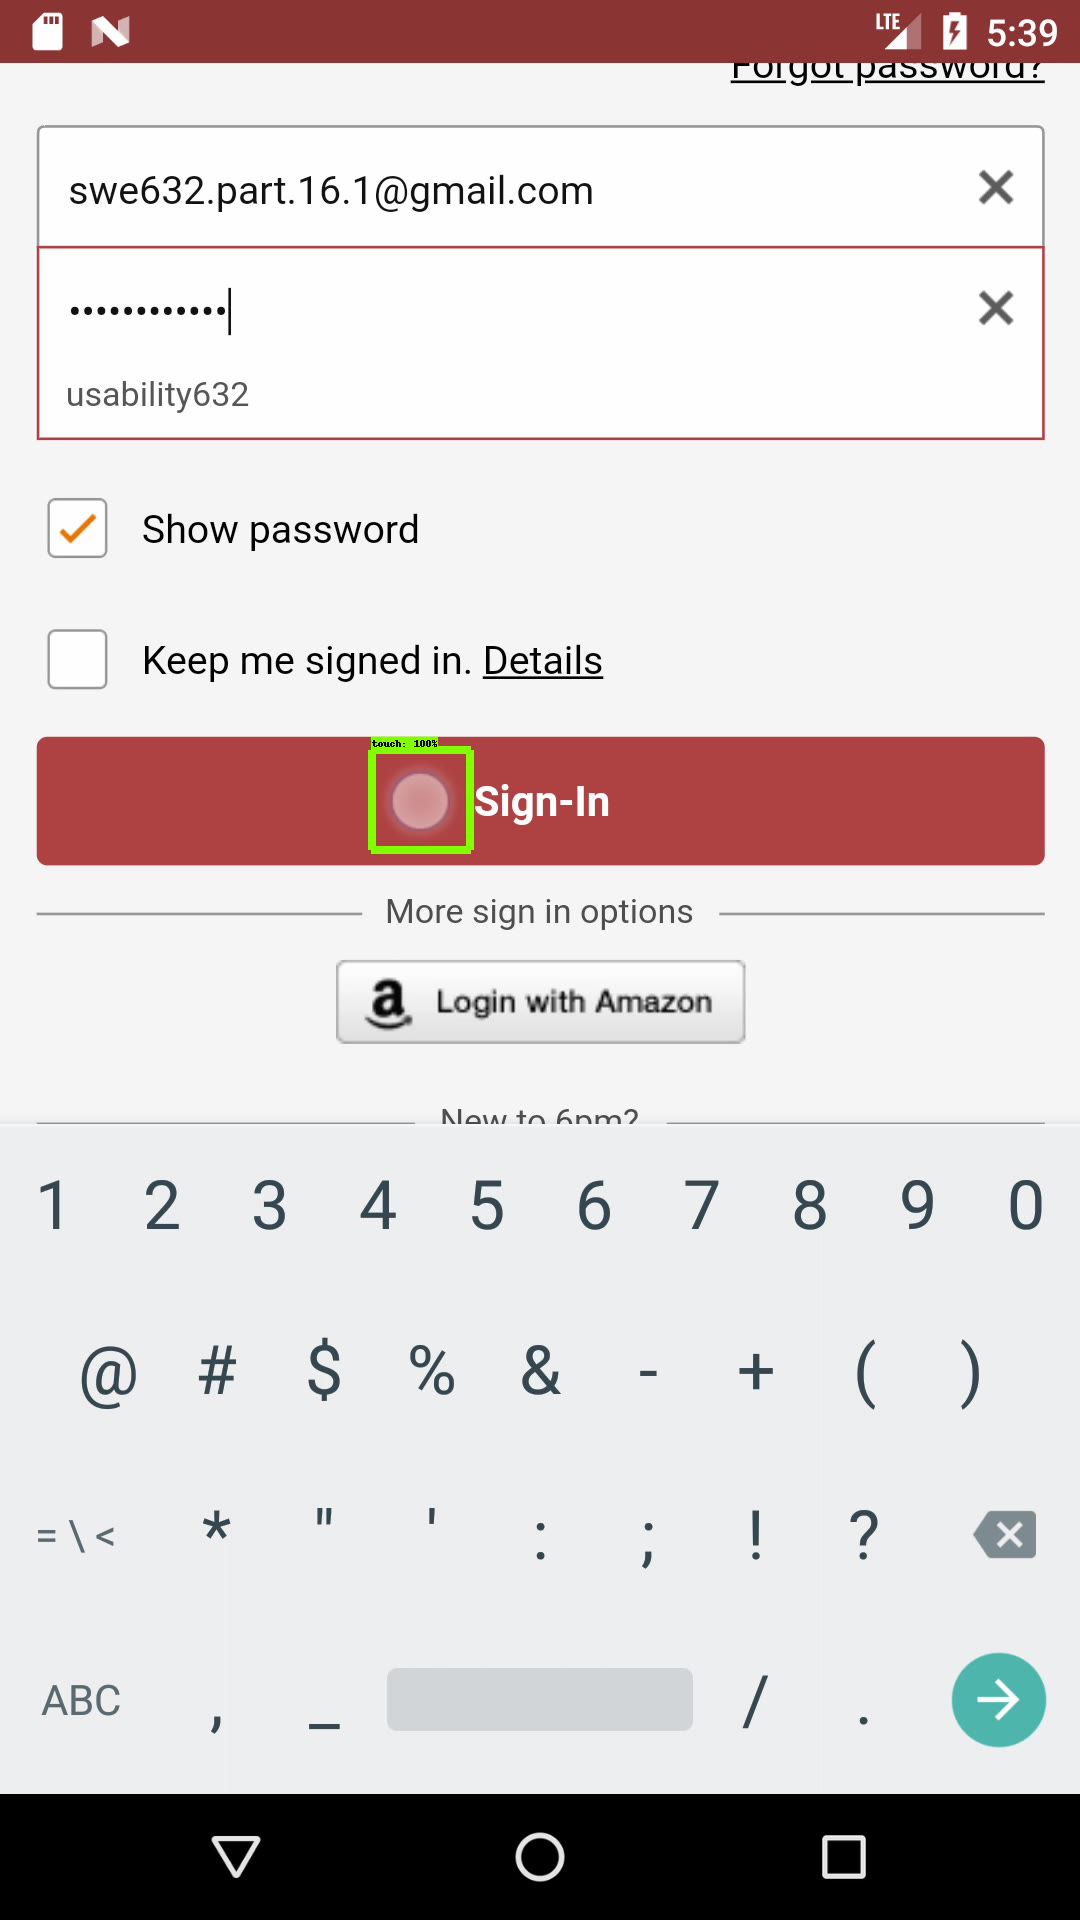 LTE 5:39
Forgot password?
swe632.part.16.1@gmail.com
••••••••••••
usability632
Show password
Keep me signed in. Details
touch: 100%
Sign-In
More sign in options
a Login with Amazon
New to 6pm?
1 2 3 4 5 6 7 8 9 0
@ # $ % & - + ( )
= \ < * " ' : ; ! ?
ABC , _ / .